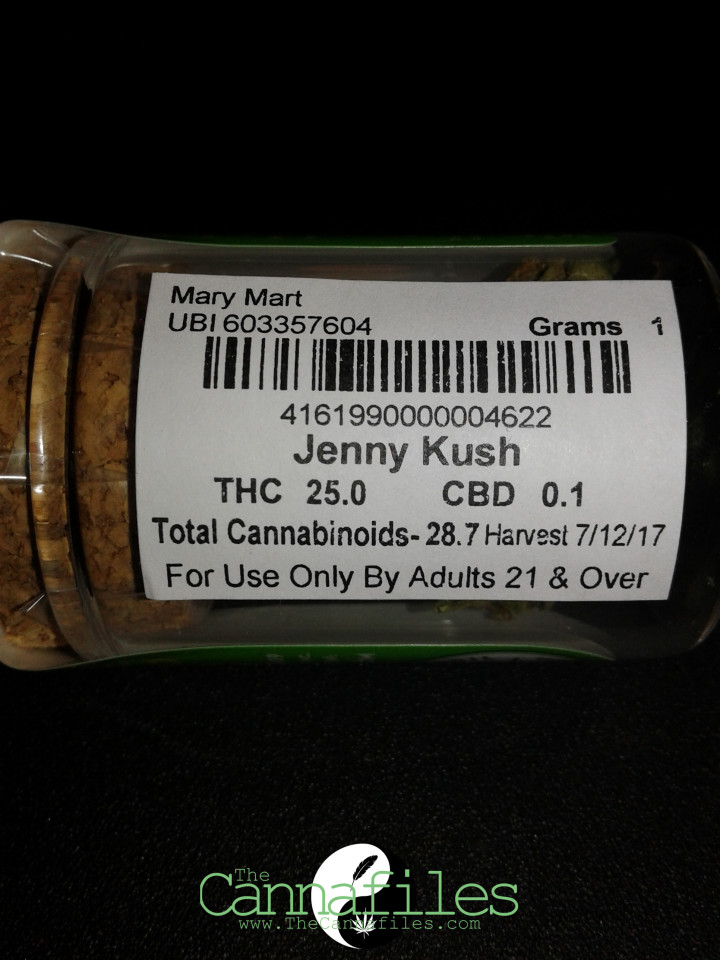 Mary Mart
UBI 603357604 Grams 1
4161990000004622
Jenny Kush
THC 25.0 CBD 0.1
Total Cannabinoids- 28.7 Harvest 7/12/17
For Use Only By Adults 21 & Over
The
Cannafiles
www.TheCannafiles.com